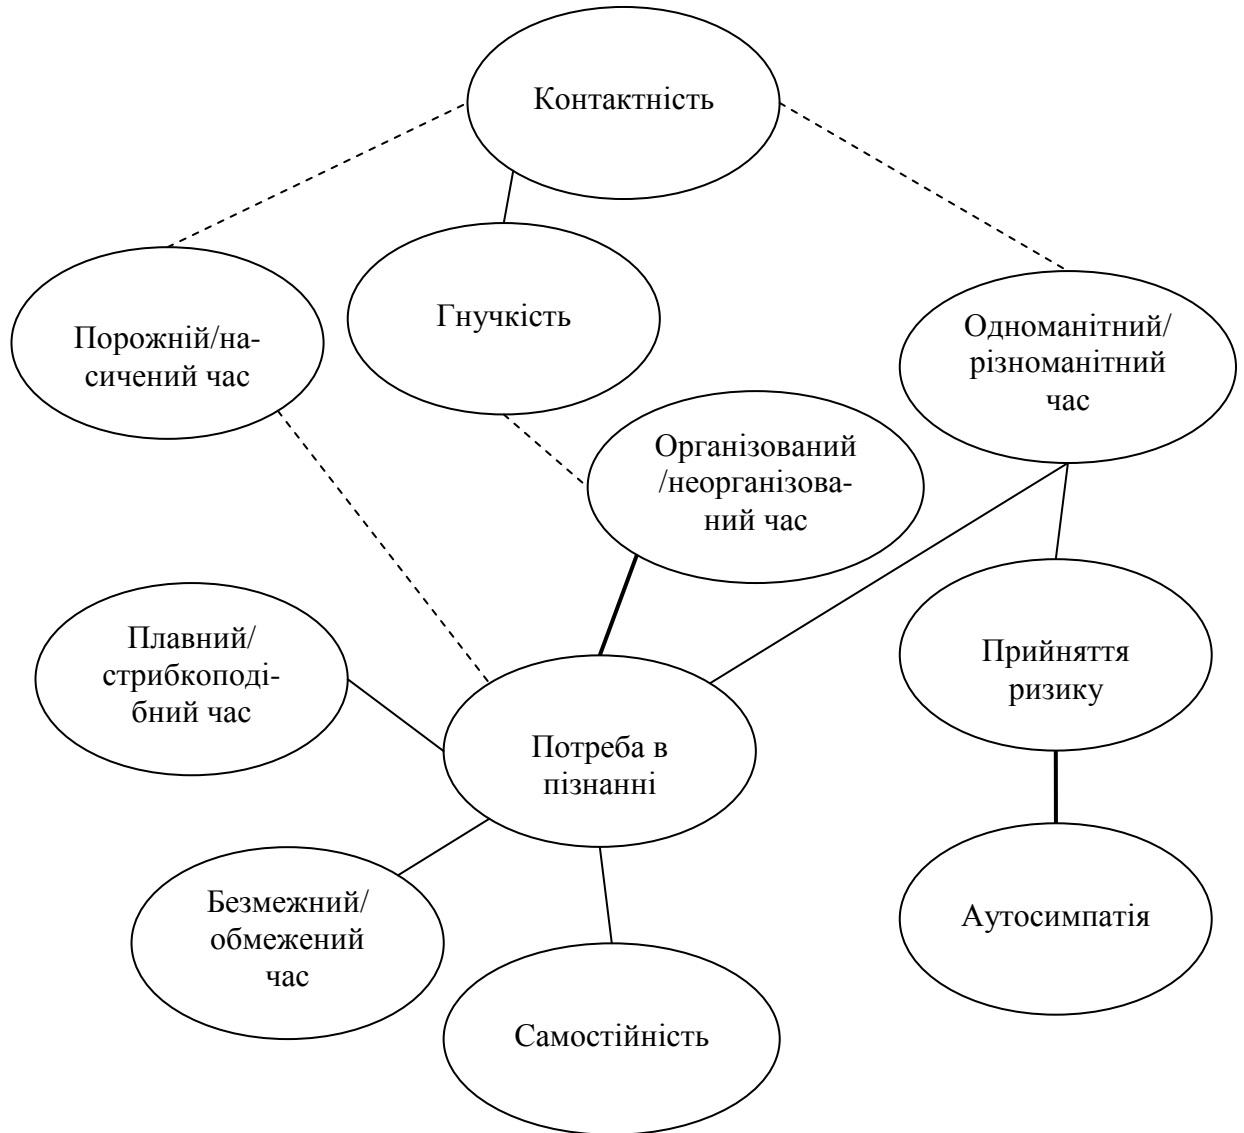 Контактність
Гнучкість
Порожній/на-
сичений час
Одноманітний/
різноманітний
час
Організований
/неорганізова-
ний час
Плавний/
стрибкоподі-
бний час
Прийняття
ризику
Потреба в
пізнанні
Безмежний/
обмежений
час
Аутосимпатія
Самостійність